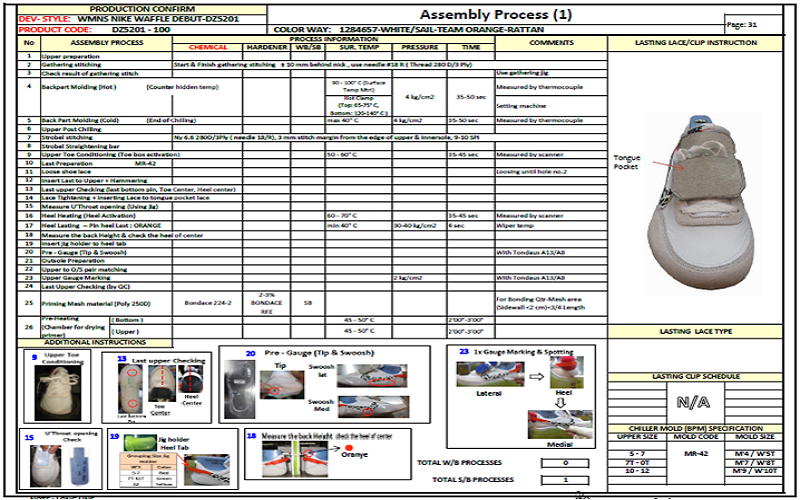 PRODUCTION CONFIRM
DEV- STYLE: WMNS NIKE WAFFLE DEBUT-DZ5201
Assembly Process (1)
Page: 31
PRODUCT CODE: DZ5201 - 100
COLOR WAY: 1284657-WHITE/SAIL-TEAM ORANGE-RATTAN
PROCESS INFORMATION
No ASSEMBLY PROCESS CHEMICAL HARDENER WB/SB SUR. TEMP PRESSURE TIME COMMENTS LASTING LACE/CLIP INSTRUCTION
1 Upper preparation
2 Gathering stitching Start & Finish gathering stitching ± 10 mm behind nick , use needle #18 R ( Thread 280 D/3 Ply)
3 Check result of gathering stitch Use gathering Jig
4 Backpart Molding (Hot ) (Counter hidden temp) 90 - 100° C (Surface Temp Mtrl) 4 kg/cm2 35-50 sec Measured by thermocouple
Hot Clamp (Top: 65-75° C, Bottom: 135-140° C ) Setting machine
5 Back Part Molding (Cold) (End of Chilling) max 40° C 4 kg/cm2 35-50 sec Measured by thermocouple
6 Upper Post Chilling
7 Strobel stitching Ny 6.6 280D/3Ply ( needle 18/R), 3 mm stitch margin from the edge of upper & Innersole, 9-10 SPI
8 Strobel Straightening bar
9 Upper Toe Conditioning (Toe box activation) 50 - 60° C 35-45 sec Measured by scanner
10 Last Preparation MR-42
11 Loose shoe lace Loosing until hole no.2
12 Insert Last to Upper + Hammering
13 Last upper Checking (last bottom pin, Toe Center, Heel center)
14 Lace Tightening + Inserting Lace to tongue pocket lace
15 Measure U'Throat opening (Using Jig)
16 Heel Heating (Heel Activation) 60 - 70° C 35-45 sec Measured by scanner
17 Heel Lasting – Pin heel Last : ORANGE min 40° C 30-40 kg/cm2 4 sec Wiper temp
18 Measure the back Height & check the heel of center
19 Insert Jig holder to heel tab
20 Pre - Gauge (Tip & Swoosh) With Tondaus A13/AB
21 Outsole Preparation
22 Upper to O/S pair matching
23 Upper Gauge Marking 2 kg/cm2 With Tondaus A13/AB
24 Last Upper Checking (by QC)
25 Priming Mesh material (Poly 250D) Bondace 224-2 2-3% BONDACE RFE SB For Bonding Qtr-Mesh area (Sidewall <2 cm)<3/4 Length
26 Pre-Heating (Chamber for drying primer) ( Bottom ) 45 - 50° C 2'00"-3'00"
( Upper ) 45 - 50° C 2'00"-3'00"
Tongue
Pocket
LASTING LACE TYPE
ADDITIONAL INSTRUCTIONS
9 Upper Toe Conditioning
13 Last upper Checking
Last Bottom
Toe Center
Heel Center
20 Pre - Gauge (Tip & Swoosh)
Tip
Swoosh lat
Swoosh Med
23 1x Gauge Marking & Spotting
Lateral
Heel
Medial
15 U'Throat opening Check
19 Jig holder Heel Tab
5-7 Red
12 Yellow
18 Measure the back Height, check the heel of center
Oranye
LASTING CLIP SCHEDULE
N/A
CHILLER MOLD (BPM) SPECIFICATION
UPPER SIZE MOLD CODE MOLD SIZE
5 - 7 MR-42 M'4 / W'5T
7T - 0T M'7 / W'8T
10 - 12 M'9 / W'10T
TOTAL W/B PROCESSES 0
TOTAL S/B PROCESSES 1